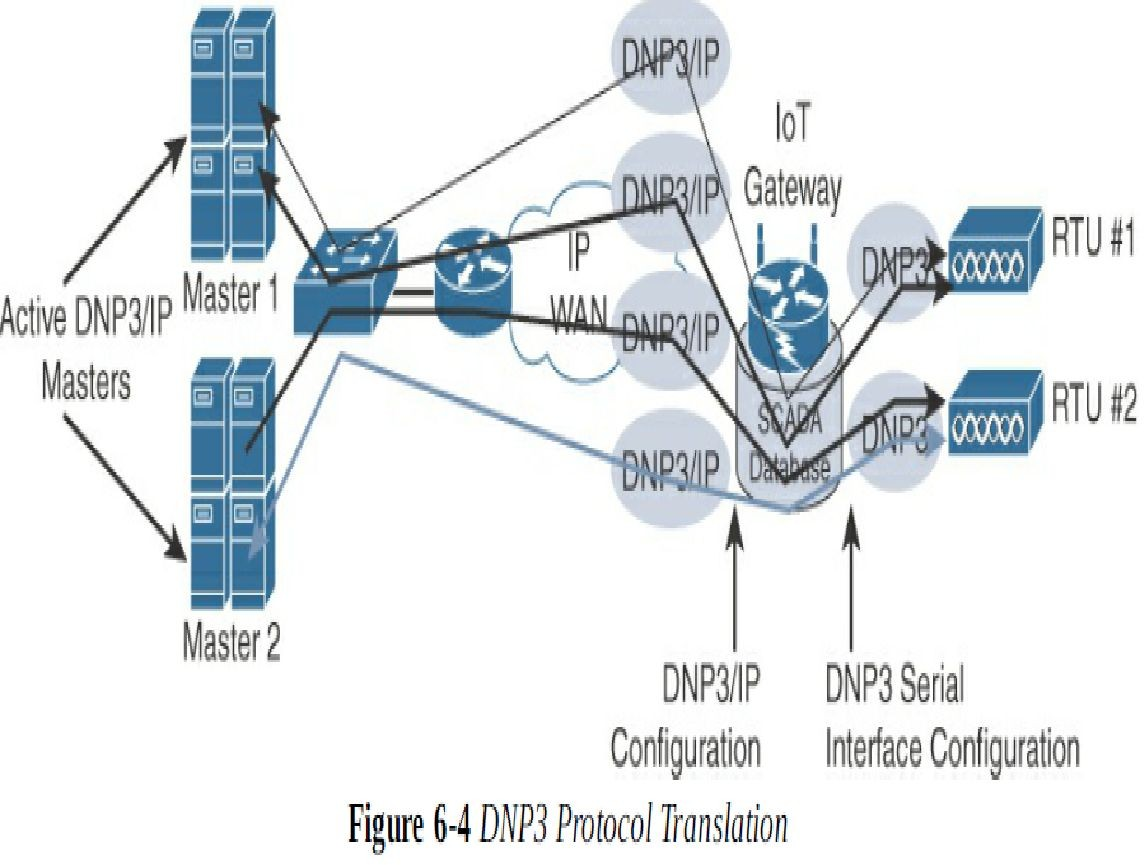 DNP3/IP
IoT
Gateway
DNP3/IP
RTU #1
DNP3
IP
WAN
Master 1
Active DNP3/IP
Masters
DNP3/IP
RTU #2
SCADA
Database
DNP3
DNP3/IP
Master 2
DNP3/IP
Configuration
DNP3 Serial
Interface Configuration
Figure 6-4 DNP3 Protocol Translation